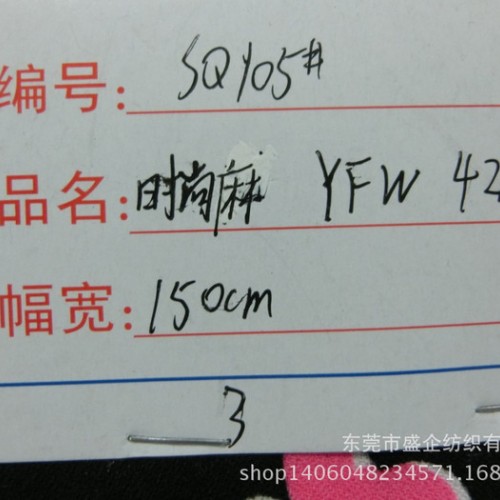 编号: SQY05#
品名: 时尚麻 YFW 42
幅宽: 150cm
3
东莞市盛企纺织有
shop1406048234571.168